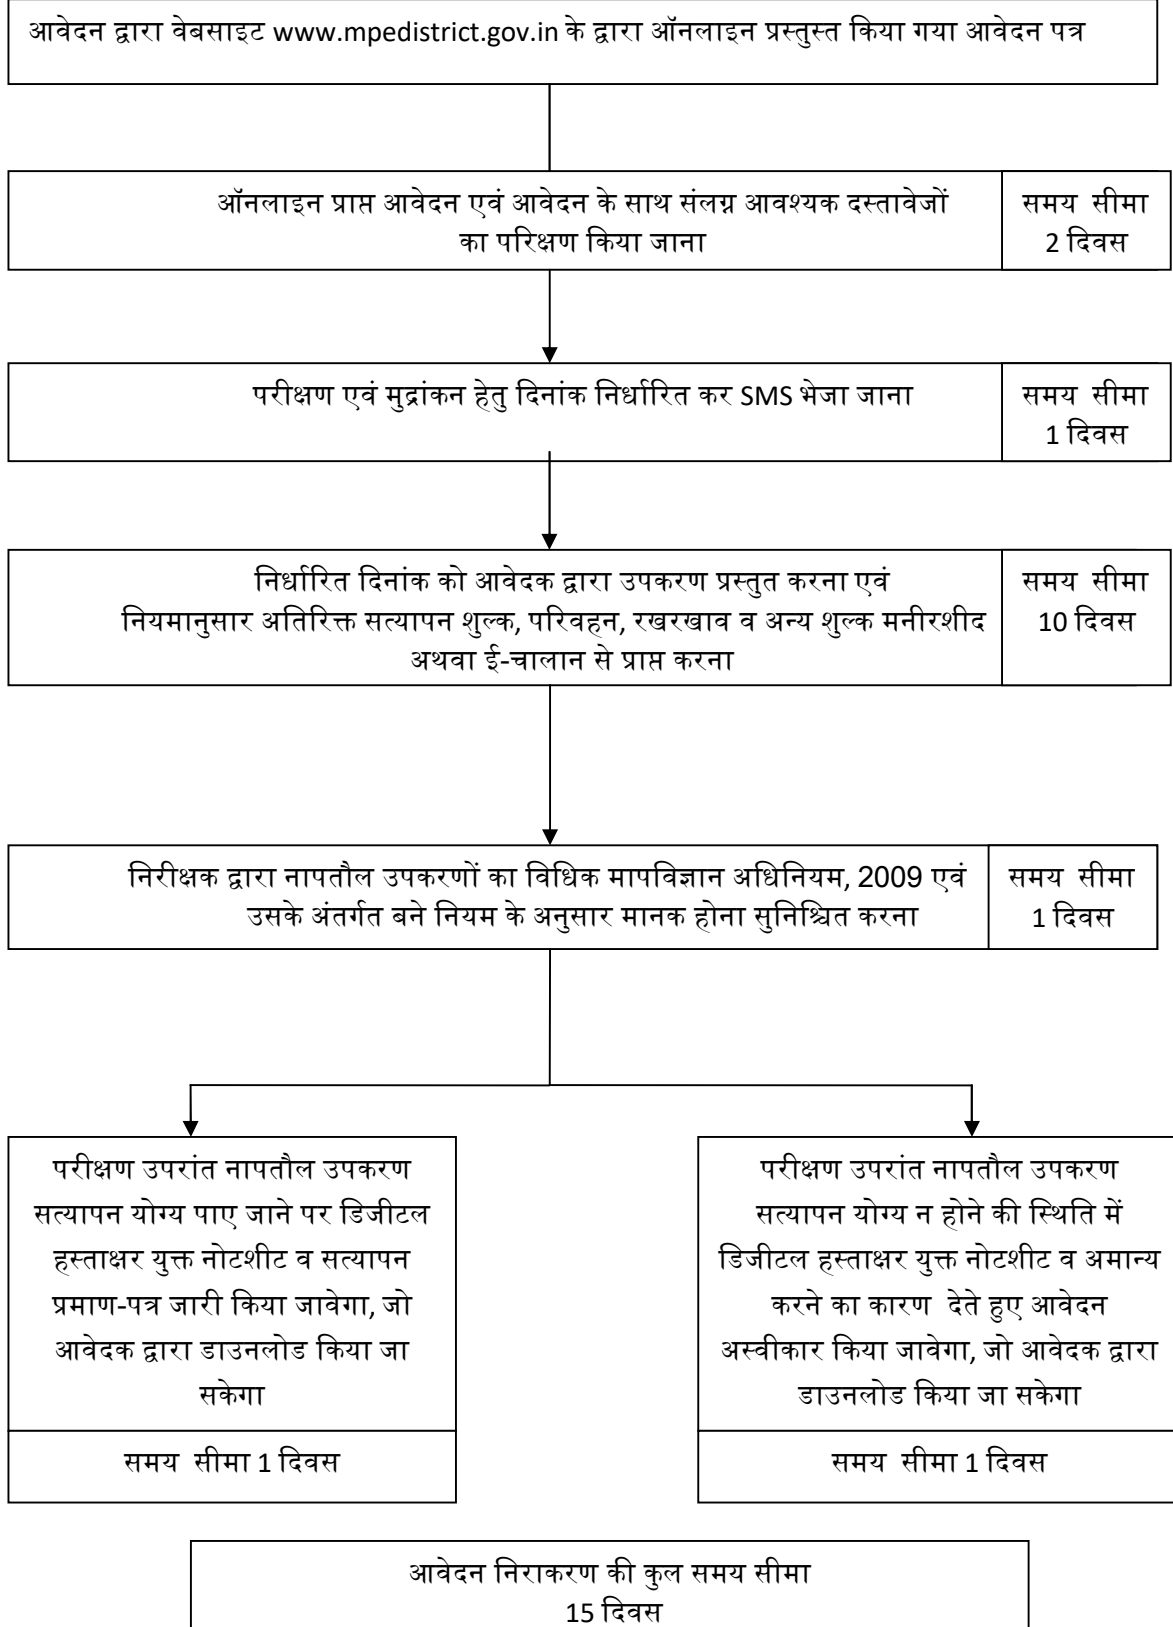 आवेदन द्वारा वेबसाइट www.mpedistrict.gov.in के द्वारा ऑनलाइन प्रस्तुस्त किया गया आवेदन पत्र
ऑनलाइन प्राप्त आवेदन एवं आवेदन के साथ संलग्न आवश्यक दस्तावेजों
का परिक्षण किया जाना
समय सीमा
2 दिवस
परीक्षण एवं मुद्रांकन हेतु दिनांक निर्धारित कर SMS भेजा जाना
समय सीमा
1 दिवस
निर्धारित दिनांक को आवेदक द्वारा उपकरण प्रस्तुत करना एवं
नियमानुसार अतिरिक्त सत्यापन शुल्क, परिवहन, रखरखाव व अन्य शुल्क मनीरशीद
अथवा ई-चालान से प्राप्त करना
समय सीमा
10 दिवस
निरीक्षक द्वारा नापतौल उपकरणों का विधिक मापविज्ञान अधिनियम, 2009 एवं
उसके अंतर्गत बने नियम के अनुसार मानक होना सुनिश्चित करना
समय सीमा
1 दिवस
परीक्षण उपरांत नापतौल उपकरण
सत्यापन योग्य पाए जाने पर डिजीटल
हस्ताक्षर युक्त नोटशीट व सत्यापन
प्रमाण-पत्र जारी किया जावेगा, जो
आवेदक द्वारा डाउनलोड किया जा
सकेगा
समय सीमा 1 दिवस
परीक्षण उपरांत नापतौल उपकरण
सत्यापन योग्य न होने की स्थिति में
डिजीटल हस्ताक्षर युक्त नोटशीट व अमान्य
करने का कारण देते हुए आवेदन
अस्वीकार किया जावेगा, जो आवेदक द्वारा
डाउनलोड किया जा सकेगा
समय सीमा 1 दिवस
आवेदन निराकरण की कुल समय सीमा
15 दिवस